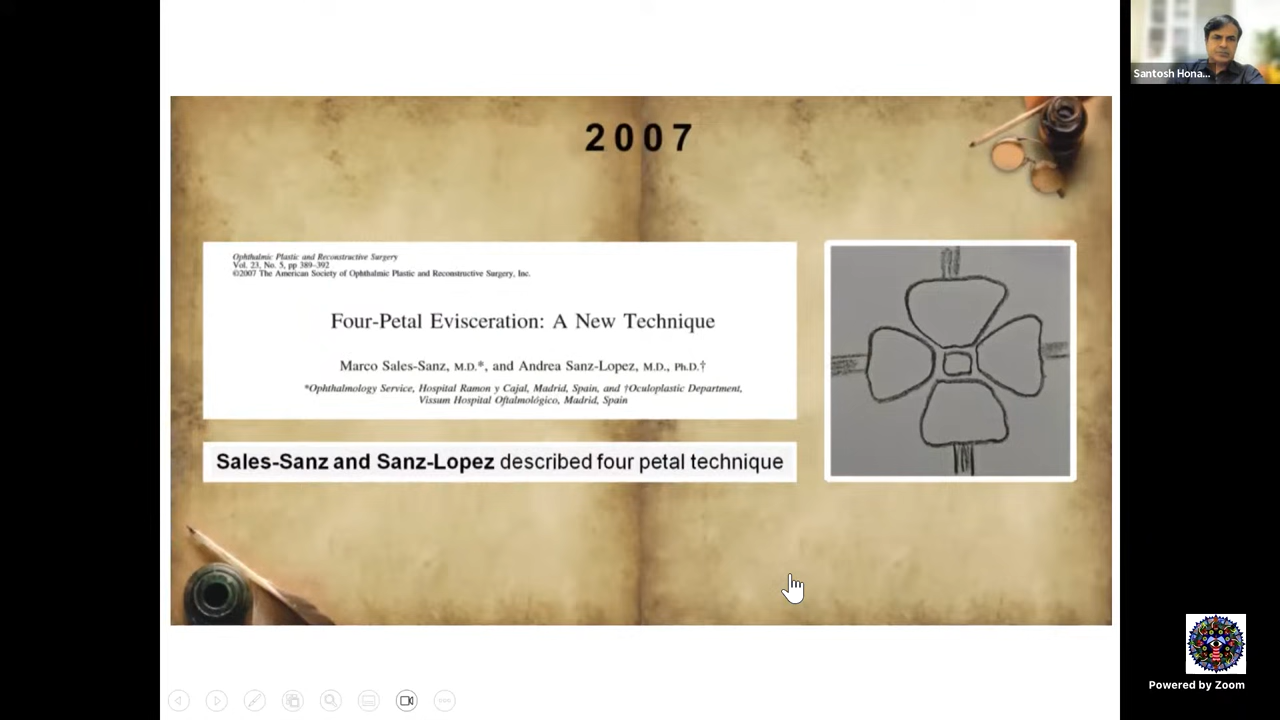 2007
Ophthalmic Plastic and Reconstructive Surgery
Vol. 23, No. 5, pp 389–392
©2007 The American Society of Ophthalmic Plastic and Reconstructive Surgery, Inc.
Four-Petal Evisceration: A New Technique
Marco Sales-Sanz, M.D.*, and Andrea Sanz-Lopez, M.D., Ph.D.†
*Ophthalmology Service, Hospital Ramon y Cajal, Madrid, Spain, and †Oculoplastic Department,
Vissum Hospital Oftalmológico, Madrid, Spain
Sales-Sanz and Sanz-Lopez described four petal technique
Santosh Hona...
Powered by Zoom